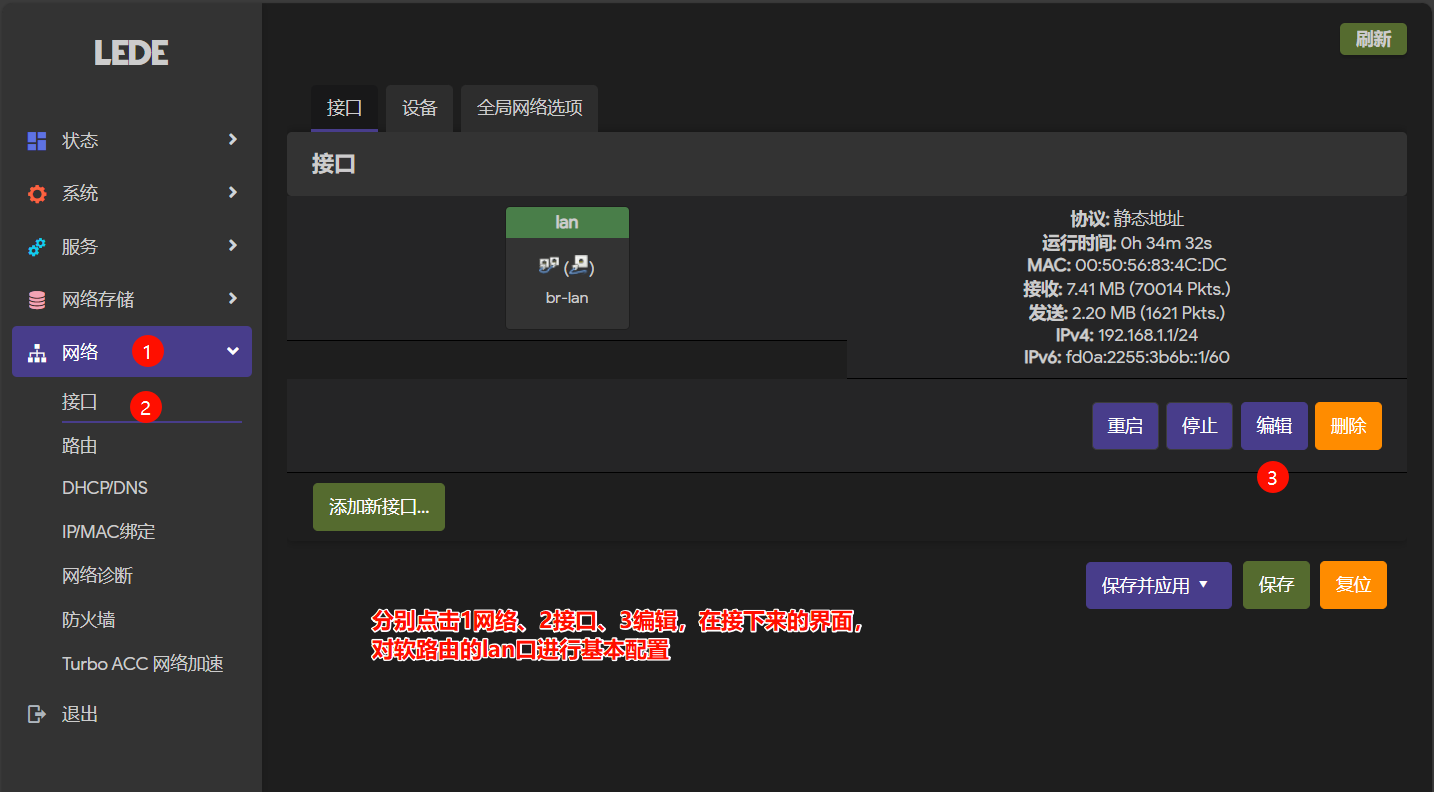 LEDE
状态
系统
服务
网络存储
网络 1
接口 2
路由
DHCP/DNS
IP/MAC绑定
网络诊断
防火墙
Turbo ACC 网络加速
退出
刷新
接口 设备 全局网络选项
接口
lan
( )
br-lan
协议: 静态地址
运行时间: 0h 34m 32s
MAC: 00:50:56:83:4C:DC
接收: 7.41 MB (70014 Pkts.)
发送: 2.20 MB (1621 Pkts.)
IPv4: 192.168.1.1/24
IPv6: fd0a:2255:3b6b::1/60
重启 停止 编辑 删除
3
添加新接口...
保存并应用 保存 复位
分别点击1网络、2接口、3编辑，在接下来的界面，
对软路由的lan口进行基本配置